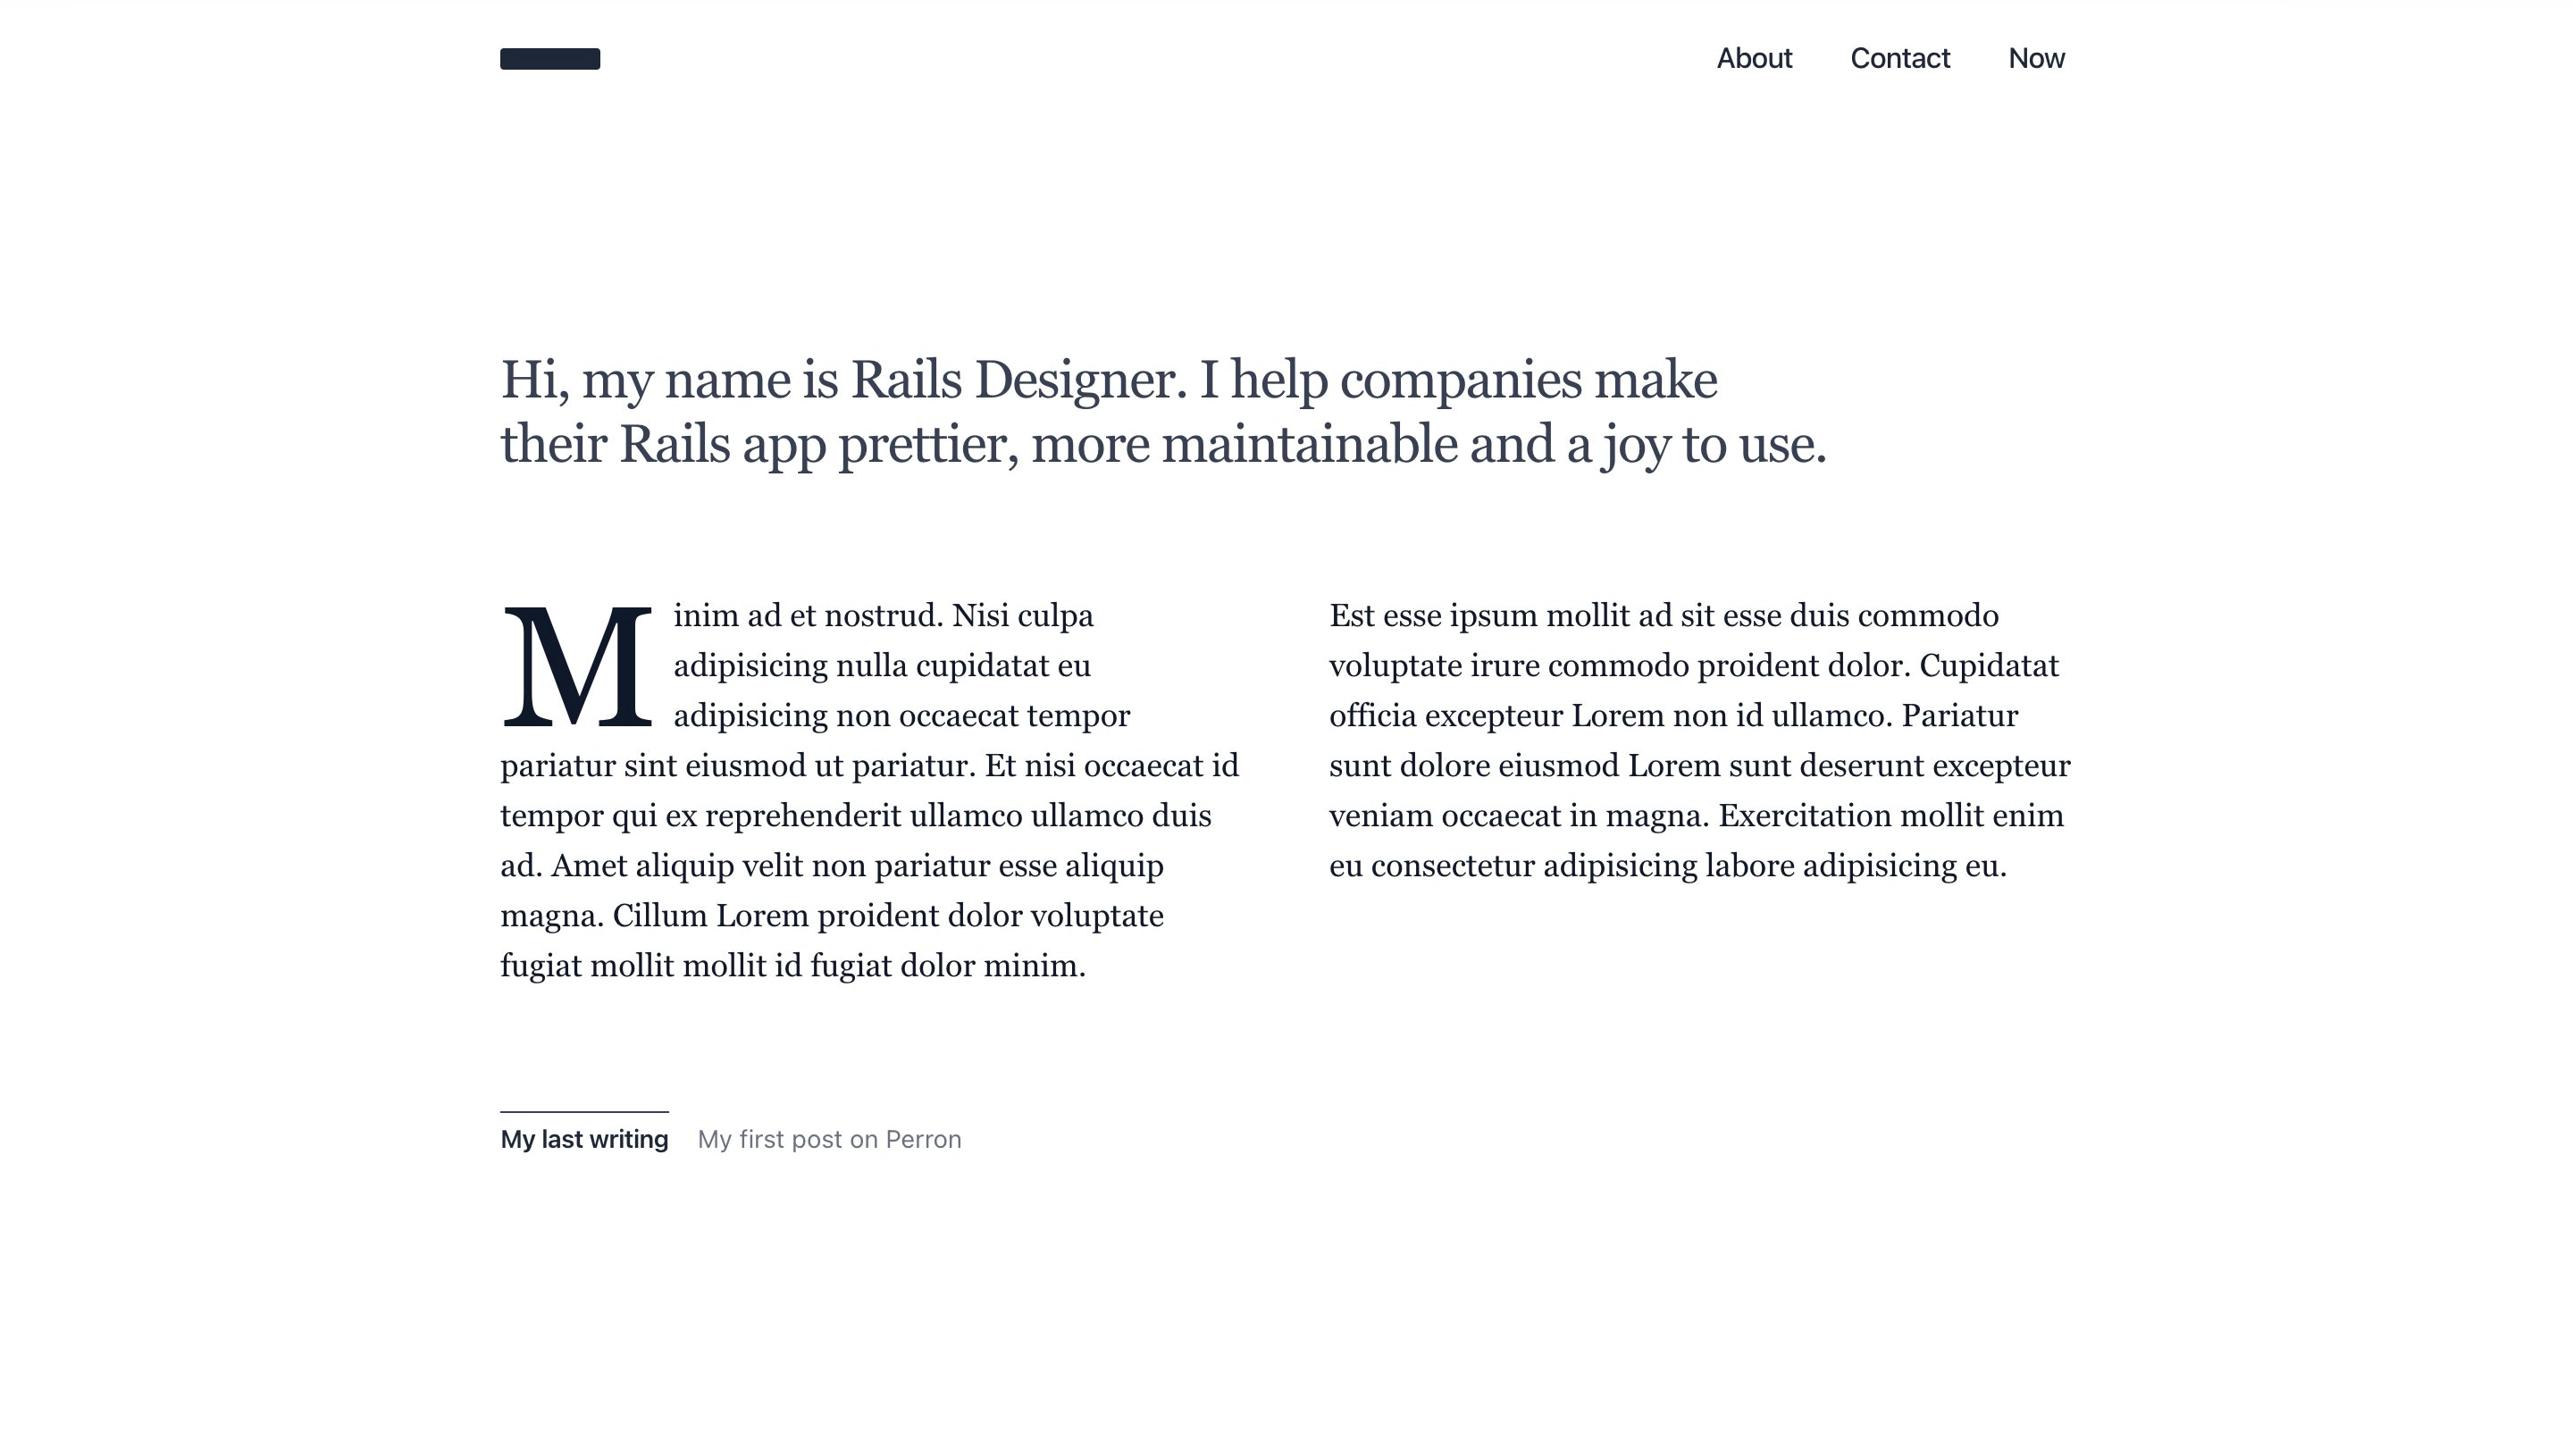 About Contact Now
Hi, my name is Rails Designer. I help companies make
their Rails app prettier, more maintainable and a joy to use.
Minim ad et nostrud. Nisi culpa
adipisicing nulla cupidatat eu
adipisicing non occaecat tempor
pariatur sint eiusmod ut pariatur. Et nisi occaecat id
tempor qui ex reprehenderit ullamco ullamco duis
ad. Amet aliquip velit non pariatur esse aliquip
magna. Cillum Lorem proident dolor voluptate
fugiat mollit mollit id fugiat dolor minim.
Est esse ipsum mollit ad sit esse duis commodo
voluptate irure commodo proident dolor. Cupidatat
officia excepteur Lorem non id ullamco. Pariatur
sunt dolore eiusmod Lorem sunt deserunt excepteur
veniam occaecat in magna. Exercitation mollit enim
eu consectetur adipisicing labore adipisicing eu.
My last writing My first post on Perron